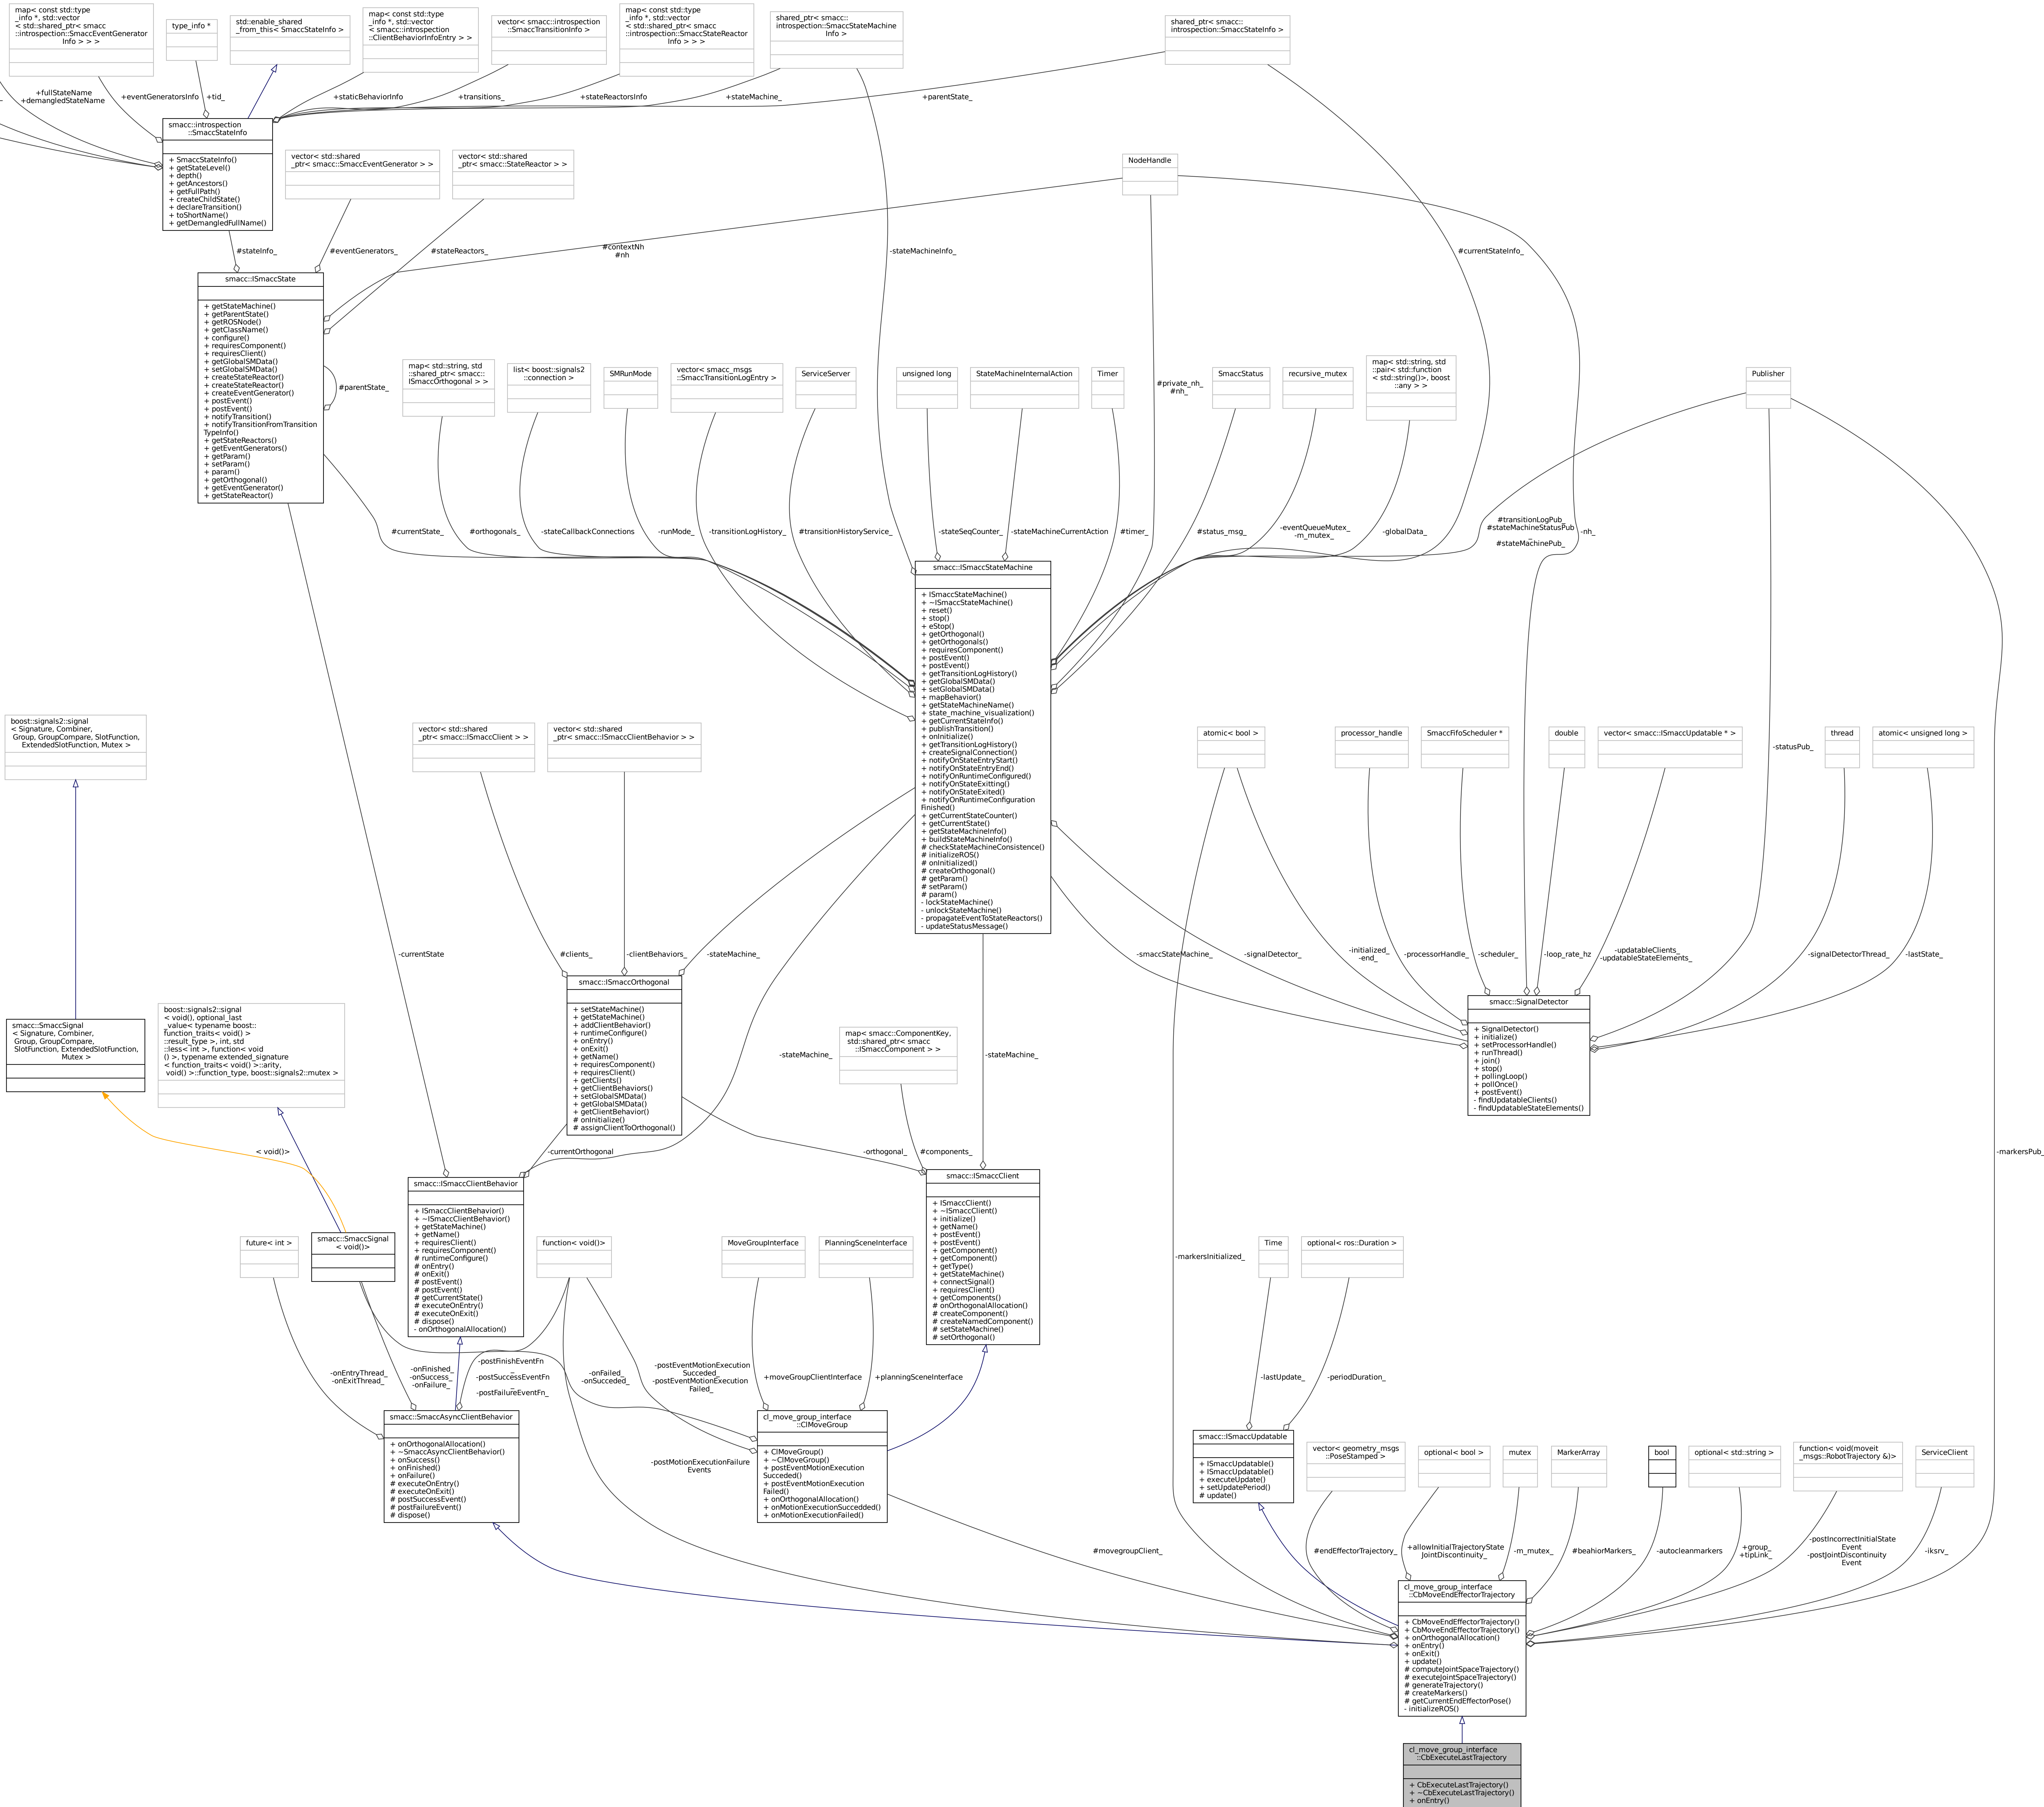 map< const std::type
_info *, std::vector
< std::shared_ptr< smacc
::introspection::SmaccEventGenerator
Info > > >
type_info *
std::enable_shared
_from_this< SmaccStateInfo >
map< const std::type
_info *, std::vector
< smacc::introspection
::ClientBehaviorInfoEntry > >
vector< smacc::introspection
::SmaccTransitionInfo >
map< const std::type
_info *, std::vector
< std::shared_ptr< smacc
::introspection::SmaccStateReactor
Info > > >
shared_ptr< smacc::
introspection::SmaccStateMachine
Info >
shared_ptr< smacc::
introspection::SmaccStateInfo >
_
+fullStateName
+demangledStateName
+eventGeneratorsInfo
+tid_
+staticBehaviorInfo
+transitions_
+stateReactorsInfo
+stateMachine_
+parentState_
smacc::introspection
::SmaccStateInfo
+ SmaccStateInfo()
+ getStateLevel()
+ depth()
+ getAncestors()
+ getFullPath()
+ createChildState()
+ declareTransition()
+ toShortName()
+ getDemangledFullName()
vector< std::shared
_ptr< smacc::SmaccEventGenerator > >
vector< std::shared
_ptr< smacc::StateReactor > >
NodeHandle
#stateInfo_
#eventGenerators_
#stateReactors_
#contextNh
#nh
-stateMachineInfo_
#currentStateInfo_
smacc::ISmaccState
+ getStateMachine()
+ getParentState()
+ getROSNode()
+ getClassName()
+ configure()
+ requiresComponent()
+ requiresClient()
+ getGlobalSMData()
+ setGlobalSMData()
+ createStateReactor()
+ createStateReactor()
+ createEventGenerator()
+ postEvent()
+ postEvent()
+ notifyTransition()
+ notifyTransitionFromTransition
TypeInfo()
+ getStateReactors()
+ getEventGenerators()
+ getParam()
+ setParam()
+ param()
+ getOrthogonal()
+ getEventGenerator()
+ getStateReactor()
#parentState_
map< std::string, std
::shared_ptr< smacc::
ISmaccOrthogonal > >
list< boost::signals2
::connection >
SMRunMode
vector< smacc_msgs
::SmaccTransitionLogEntry >
ServiceServer
unsigned long
StateMachineInternalAction
Timer
#private_nh_
#nh_
SmaccStatus
recursive_mutex
map< std::string, std
::pair< std::function
< std::string()>, boost
::any > >
Publisher
#currentState_
#orthogonals_
-stateCallbackConnections
-runMode_
-transitionLogHistory_
#transitionHistoryService_
-stateSeqCounter_
-stateMachineCurrentAction
#timer_
#status_msg_
-eventQueueMutex_
-m_mutex_
-globalData_
#transitionLogPub_
#stateMachineStatusPub
_
#stateMachinePub_
-nh_
smacc::ISmaccStateMachine
+ ISmaccStateMachine()
+ ~ISmaccStateMachine()
+ reset()
+ stop()
+ eStop()
+ getOrthogonal()
+ getOrthogonals()
+ requiresComponent()
+ postEvent()
+ postEvent()
+ getTransitionLogHistory()
+ getGlobalSMData()
+ setGlobalSMData()
+ mapBehavior()
+ getStateMachineName()
+ state_machine_visualization()
+ getCurrentStateInfo()
+ publishTransition()
+ onInitialize()
+ getTransitionLogHistory()
+ createSignalConnection()
+ notifyOnStateEntryStart()
+ notifyOnStateEntryEnd()
+ notifyOnRuntimeConfigured()
+ notifyOnStateExitting()
+ notifyOnStateExited()
+ notifyOnRuntimeConfiguration
Finished()
+ getCurrentStateCounter()
+ getCurrentState()
+ getStateMachineInfo()
+ buildStateMachineInfo()
# checkStateMachineConsistence()
# initializeROS()
# onInitialized()
# createOrthogonal()
# getParam()
# setParam()
# param()
- lockStateMachine()
- unlockStateMachine()
- propagateEventToStateReactors()
- updateStatusMessage()
boost::signals2::signal
< Signature, Combiner,
Group, GroupCompare, SlotFunction,
ExtendedSlotFunction, Mutex >
vector< std::shared
_ptr< smacc::ISmaccClient > >
vector< std::shared
_ptr< smacc::ISmaccClientBehavior > >
atomic< bool >
processor_handle
SmaccFifoScheduler *
double
vector< smacc::ISmaccUpdatable * >
-statusPub_
thread
atomic< unsigned long >
-currentState
#clients_
-clientBehaviors_
-stateMachine_
-smaccStateMachine_
-signalDetector_
-initialized_
-end_
-processorHandle_
-scheduler_
-loop_rate_hz
-updatableClients_
-updatableStateElements_
-signalDetectorThread_
-lastState_
smacc::ISmaccOrthogonal
+ setStateMachine()
+ getStateMachine()
+ addClientBehavior()
+ runtimeConfigure()
+ onEntry()
+ onExit()
+ getName()
+ requiresComponent()
+ requiresClient()
+ getClients()
+ getClientBehaviors()
+ setGlobalSMData()
+ getGlobalSMData()
+ getClientBehavior()
# onInitialize()
# assignClientToOrthogonal()
smacc::SignalDetector
+ SignalDetector()
+ initialize()
+ setProcessorHandle()
+ runThread()
+ join()
+ stop()
+ pollingLoop()
+ pollOnce()
+ postEvent()
- findUpdatableClients()
- findUpdatableStateElements()
smacc::SmaccSignal
< Signature, Combiner,
Group, GroupCompare,
SlotFunction, ExtendedSlotFunction,
Mutex >
boost::signals2::signal
< void(), optional_last
_value< typename boost::
function_traits< void() >
::result_type >, int, std
::less< int >, function< void
() >, typename extended_signature
< function_traits< void() >::arity,
void() >::function_type, boost::signals2::mutex >
map< smacc::ComponentKey,
std::shared_ptr< smacc
::ISmaccComponent > >
-stateMachine_
-stateMachine_
< void()>
-currentOrthogonal
-orthogonal_
#components_
-markersPub_
smacc::ISmaccClientBehavior
+ ISmaccClientBehavior()
+ ~ISmaccClientBehavior()
+ getStateMachine()
+ getName()
+ requiresClient()
+ requiresComponent()
# runtimeConfigure()
# onEntry()
# onExit()
# postEvent()
# postEvent()
# getCurrentState()
# executeOnEntry()
# executeOnExit()
# dispose()
- onOrthogonalAllocation()
smacc::ISmaccClient
+ ISmaccClient()
+ ~ISmaccClient()
+ initialize()
+ getName()
+ postEvent()
+ postEvent()
+ getComponent()
+ getComponent()
+ getType()
+ getStateMachine()
+ connectSignal()
+ requiresClient()
+ getComponents()
# onOrthogonalAllocation()
# createComponent()
# createNamedComponent()
# setStateMachine()
# setOrthogonal()
future< int >
smacc::SmaccSignal
< void()>
function< void()>
MoveGroupInterface
PlanningSceneInterface
-markersInitialized_
Time
optional< ros::Duration >
-onEntryThread_
-onExitThread_
-onFinished_
-onSuccess_
-onFailure_
-postFinishEventFn
_
-postSuccessEventFn
_
-postFailureEventFn_
-onFailed_
-onSucceded_
-postEventMotionExecution
Succeded_
-postEventMotionExecution
Failed_
+moveGroupClientInterface
+planningSceneInterface
-lastUpdate_
-periodDuration_
smacc::SmaccAsyncClientBehavior
+ onOrthogonalAllocation()
+ ~SmaccAsyncClientBehavior()
+ onSuccess()
+ onFinished()
+ onFailure()
# executeOnEntry()
# executeOnExit()
# postSuccessEvent()
# postFailureEvent()
# dispose()
-postMotionExecutionFailure
Events
cl_move_group_interface
::ClMoveGroup
+ ClMoveGroup()
+ ~ClMoveGroup()
+ postEventMotionExecution
Succeded()
+ postEventMotionExecution
Failed()
+ onOrthogonalAllocation()
+ onMotionExecutionSuccedded()
+ onMotionExecutionFailed()
smacc::ISmaccUpdatable
+ ISmaccUpdatable()
+ ISmaccUpdatable()
+ executeUpdate()
+ setUpdatePeriod()
# update()
vector< geometry_msgs
::PoseStamped >
optional< bool >
mutex
MarkerArray
bool
optional< std::string >
function< void(moveit
_msgs::RobotTrajectory &)>
ServiceClient
#movegroupClient_
#endEffectorTrajectory_
+allowInitialTrajectoryState
JointDiscontinuity_
-m_mutex_
#beahiorMarkers_
-autocleanmarkers
+group_
+tipLink_
-postIncorrectInitialState
Event
-postJointDiscontinuity
Event
-iksrv_
cl_move_group_interface
::CbMoveEndEffectorTrajectory
+ CbMoveEndEffectorTrajectory()
+ CbMoveEndEffectorTrajectory()
+ onOrthogonalAllocation()
+ onEntry()
+ onExit()
+ update()
# computeJointSpaceTrajectory()
# executeJointSpaceTrajectory()
# generateTrajectory()
# createMarkers()
# getCurrentEndEffectorPose()
- initializeROS()
cl_move_group_interface
::CbExecuteLastTrajectory
+ CbExecuteLastTrajectory()
+ ~CbExecuteLastTrajectory()
+ onEntry()